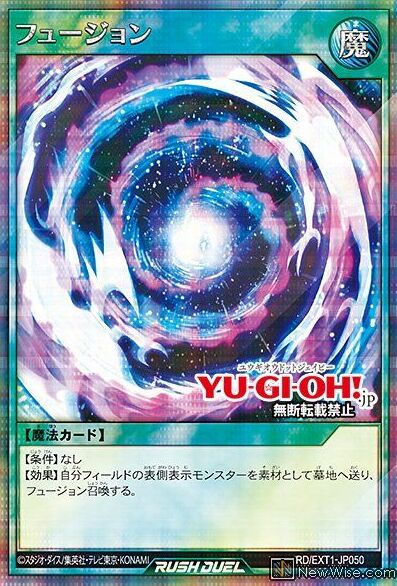 フュージョン
魔
ユウギオウドットジェイピー
YU-GI-OH!.jp
無断転載禁止
【魔法カード】
【条件】なし
【効果】自分フィールドの表側表示モンスターを素材として墓地へ送り、
フュージョン召喚する。
©スタジオ・ダイス/集英社・テレビ東京・KONAMI
RUSH DUEL
RD/EXT1-JP050
NewWise.com